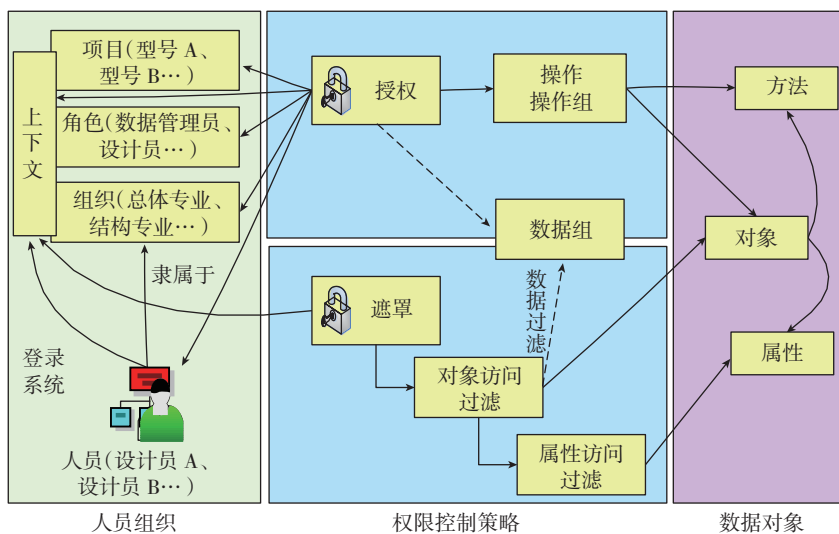 项目(型号 A、
型号 B…)
上
下
文
角色(数据管理员、
设计员…)
组织(总体专业、
结构专业…)
隶属于
登录
系统
人员(设计员 A、
设计员 B…)
人员组织
授权
操作
操作组
数据组
遮罩
数据过滤
对象访问
过滤
属性访问
过滤
权限控制策略
方法
对象
属性
数据对象